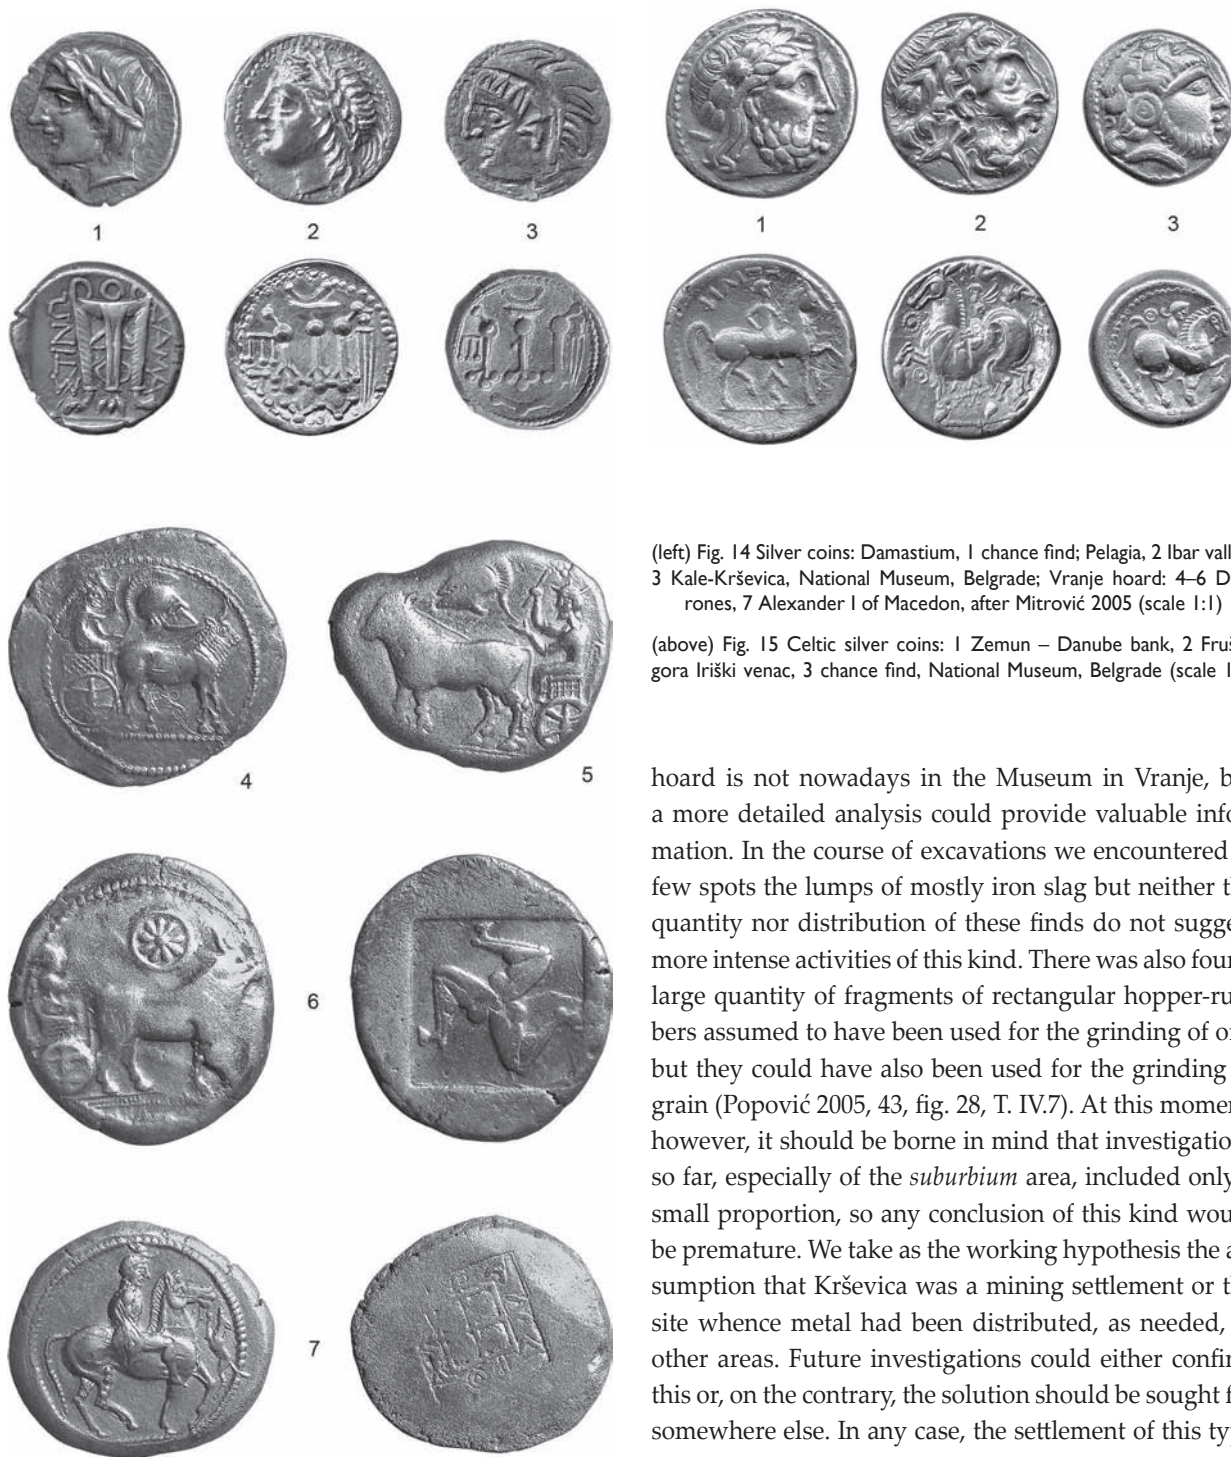 1
2
3
1
2
3
4
5
6
7
(left) Fig. 14 Silver coins: Damastium, 1 chance find; Pelagia, 2 Ibar vall
3 Kale-Krševica, National Museum, Belgrade; Vranje hoard: 4–6 D
rones, 7 Alexander I of Macedon, after Mitrović 2005 (scale 1:1)
(above) Fig. 15 Celtic silver coins: 1 Zemun – Danube bank, 2 Fruš
gora Iriški venac, 3 chance find, National Museum, Belgrade (scale 1
hoard is not nowadays in the Museum in Vranje, b
a more detailed analysis could provide valuable info
mation. In the course of excavations we encountered
few spots the lumps of mostly iron slag but neither th
quantity nor distribution of these finds do not sugge
more intense activities of this kind. There was also four
large quantity of fragments of rectangular hopper-ru
bers assumed to have been used for the grinding of o
but they could have also been used for the grinding
grain (Popović 2005, 43, fig. 28, T. IV.7). At this momen
however, it should be borne in mind that investigation
so far, especially of the suburbium area, included only
small proportion, so any conclusion of this kind wou
be premature. We take as the working hypothesis the a
sumption that Krševica was a mining settlement or th
site whence metal had been distributed, as needed,
other areas. Future investigations could either confir
this or, on the contrary, the solution should be sought f
somewhere else. In any case, the settlement of this typ